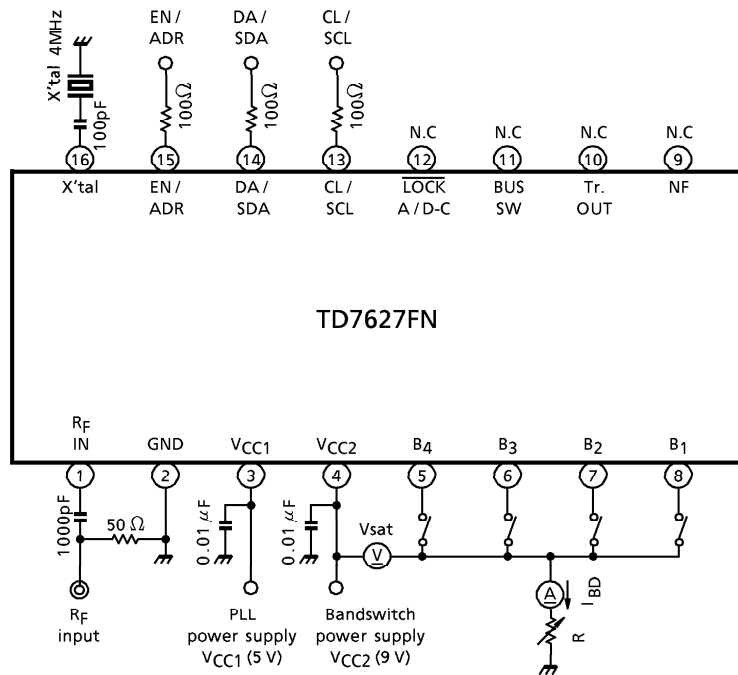 X'tal 4MHz
100pF
EN /
ADR
100Ω
DA /
SDA
100Ω
CL /
SCL
100Ω
N.C
N.C
N.C
N.C
16
15
14
13
12
11
10
9
X'tal
EN /
ADR
DA /
SDA
CL /
SCL
LOCK
A / D-C
BUS
SW
Tr.
OUT
NF
TD7627FN
RF
IN
GND
VCC1
VCC2
B4
B3
B2
B1
1
2
3
4
5
6
7
8
1000pF
50 Ω
0.01 μF
0.01 μF
Vsat
V
A
IBD
R
RF
input
PLL
power supply
VCC1 (5 V)
Bandswitch
power supply
VCC2 (9 V)